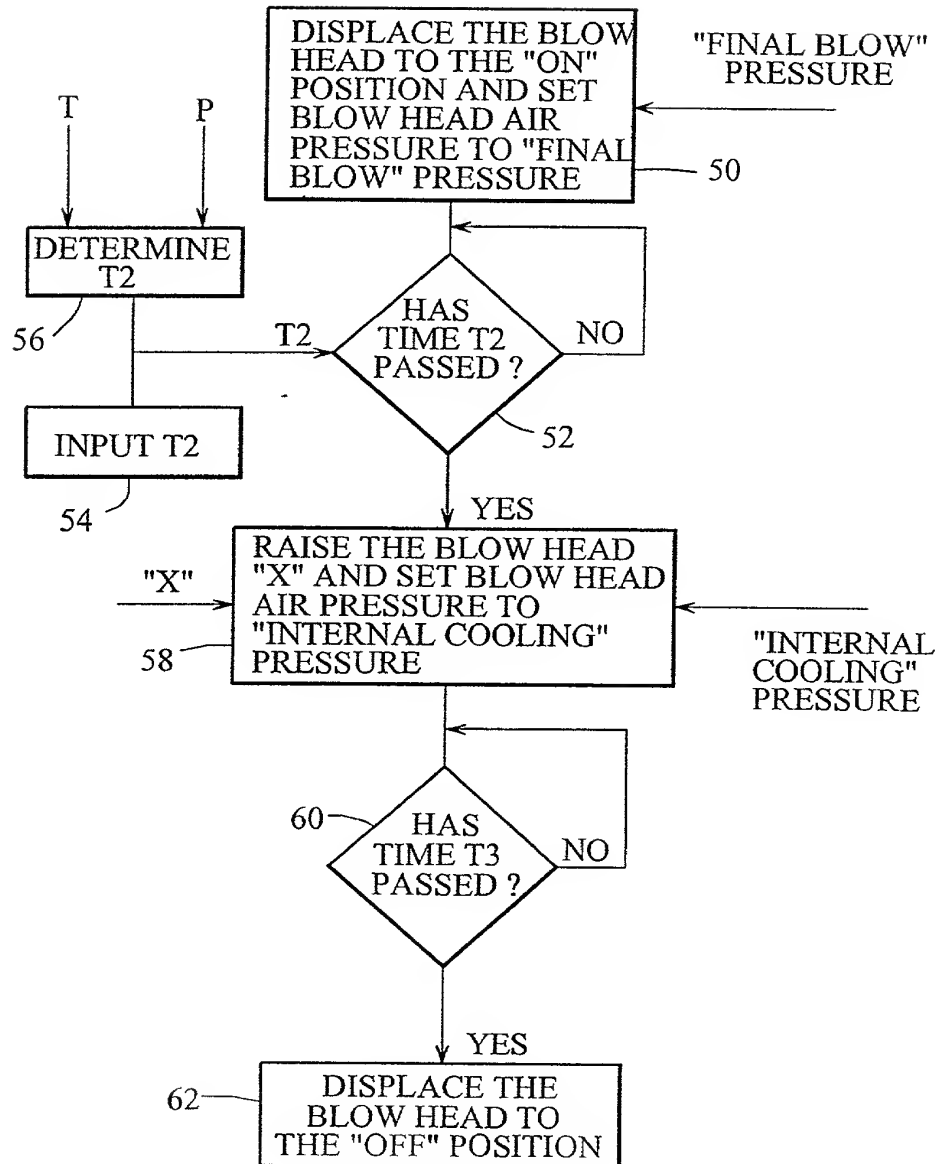 DISPLACE THE BLOW
HEAD TO THE "ON"
POSITION AND SET
BLOW HEAD AIR
PRESSURE TO "FINAL
BLOW" PRESSURE
"FINAL BLOW"
PRESSURE
50
T
P
DETERMINE
T2
56
T2
HAS
TIME T2
PASSED ?
NO
52
INPUT T2
54
YES
RAISE THE BLOW HEAD
"X" AND SET BLOW HEAD
AIR PRESSURE TO
"INTERNAL COOLING"
PRESSURE
"X"
58
"INTERNAL
COOLING"
PRESSURE
60
HAS
TIME T3
PASSED ?
NO
YES
62
DISPLACE THE
BLOW HEAD TO
THE "OFF" POSITION